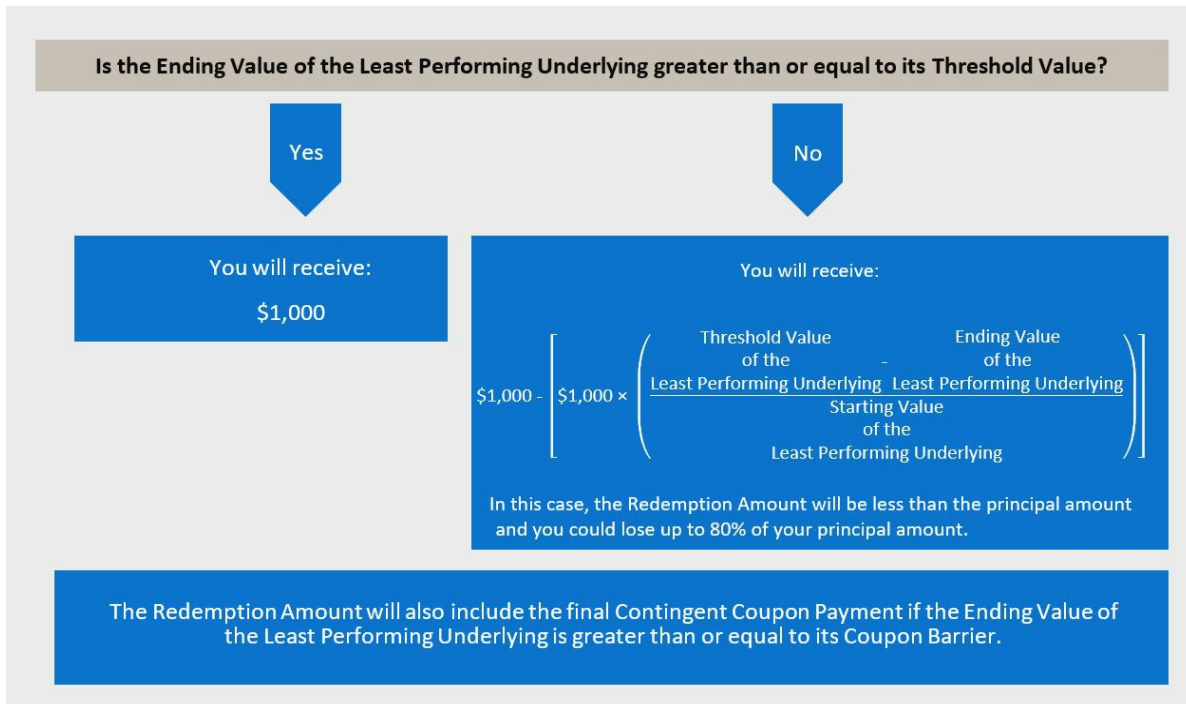 Is the Ending Value of the Least Performing Underlying greater than or equal to its Threshold Value?
Yes
No
You will receive:
$1,000
You will receive:
$1,000 - [$1,000 × (
Threshold Value
of the
Least Performing Underlying
-
Ending Value
of the
Least Performing Underlying
Starting Value
of the
Least Performing Underlying
)]
In this case, the Redemption Amount will be less than the principal amount
and you could lose up to 80% of your principal amount.
The Redemption Amount will also include the final Contingent Coupon Payment if the Ending Value of
the Least Performing Underlying is greater than or equal to its Coupon Barrier.